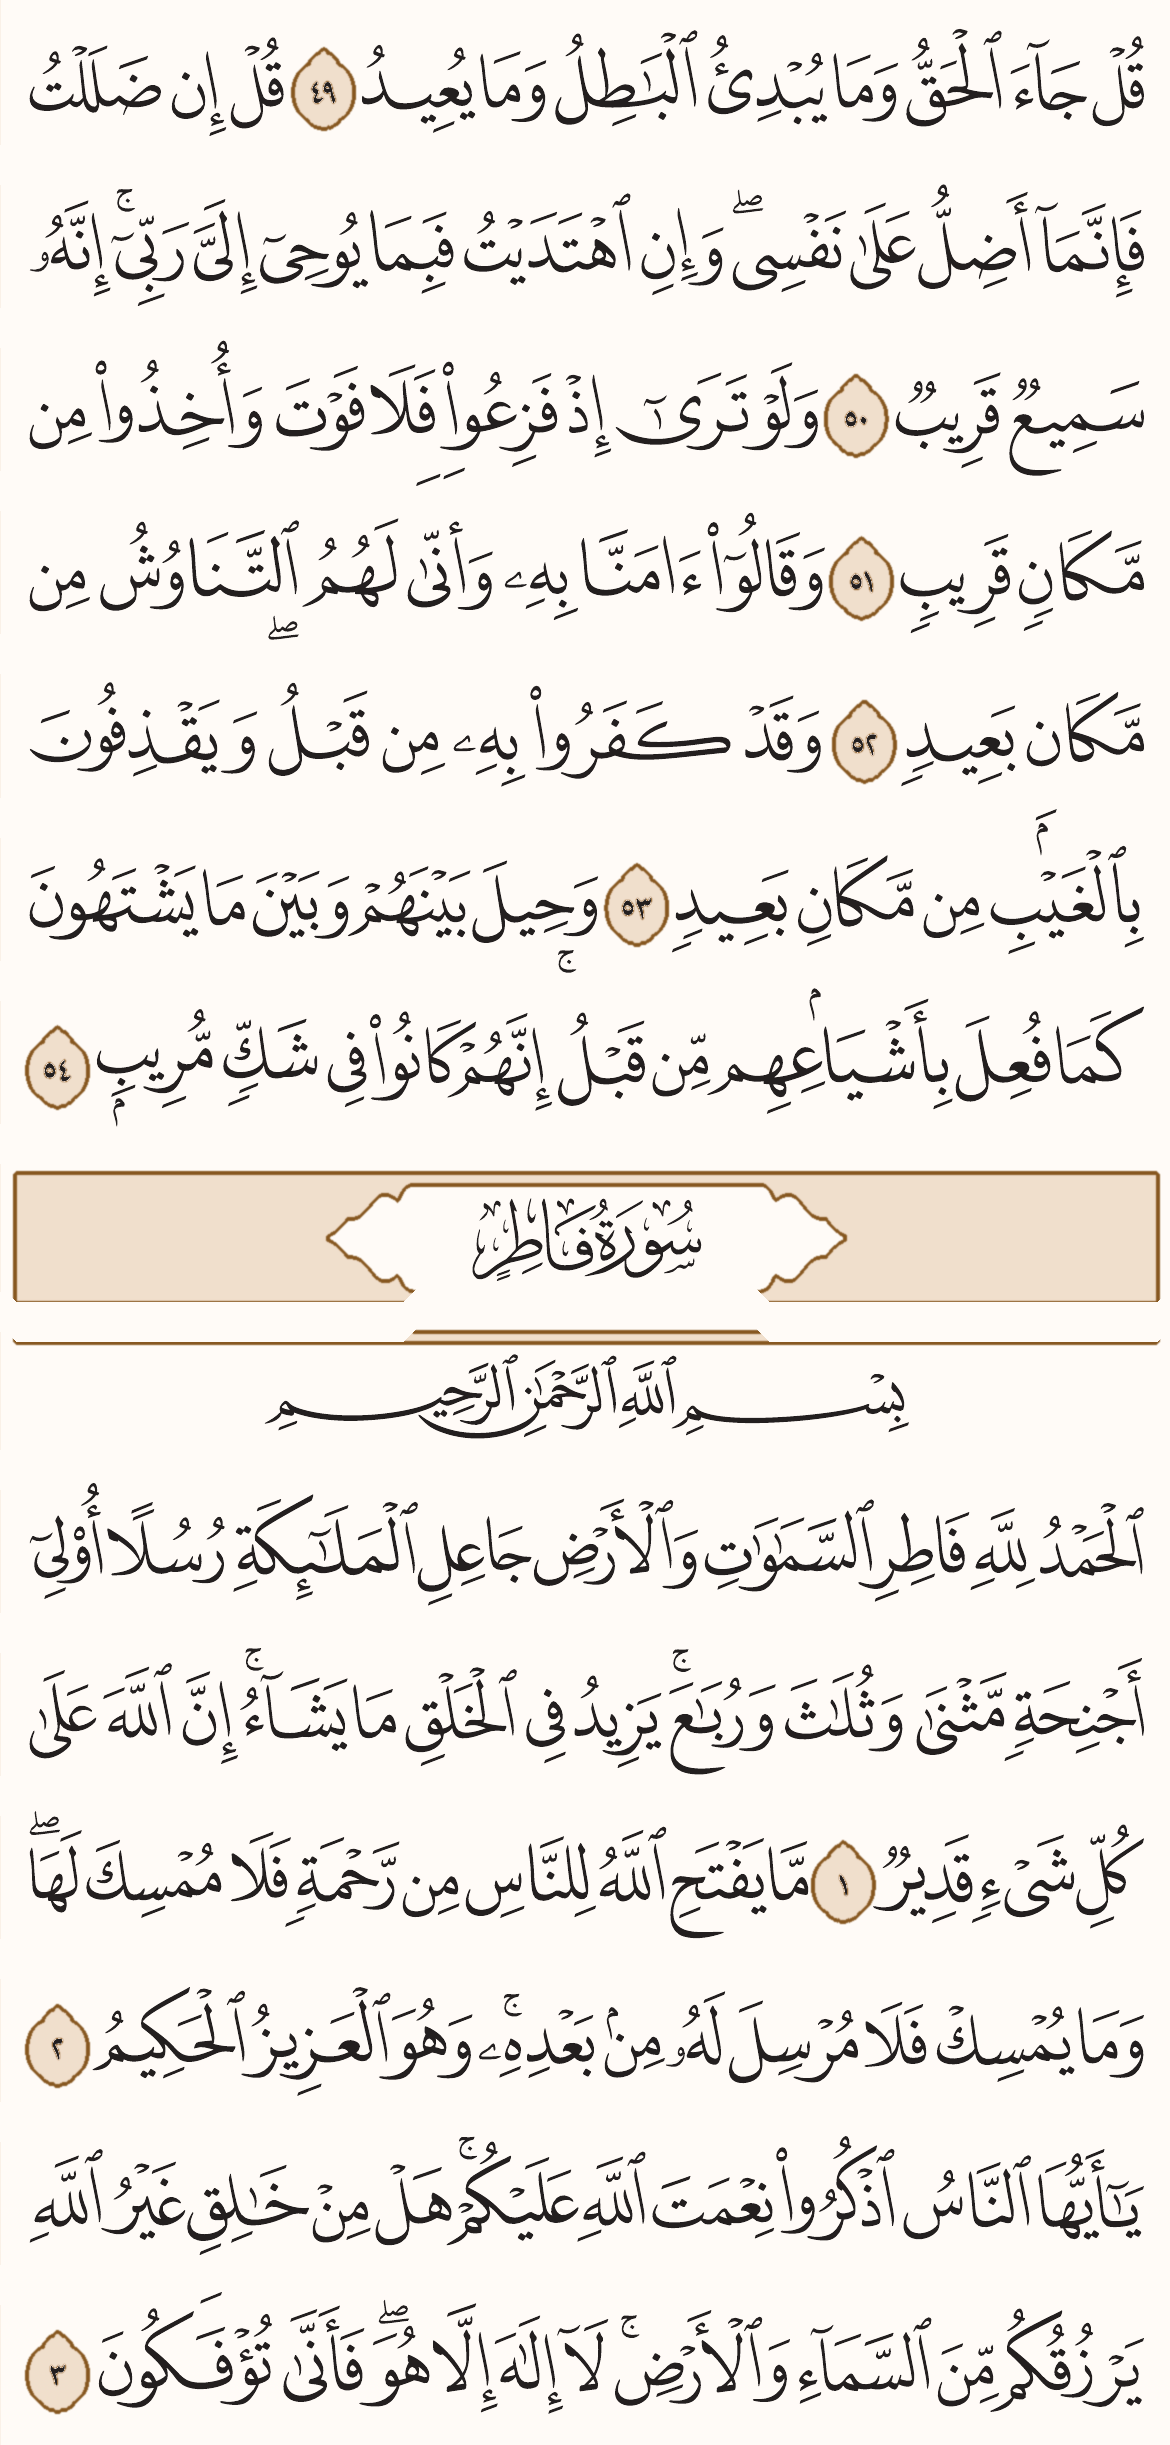 قُلْ جَآءَ ٱلْحَقُّ وَمَا يُبْدِئُ ٱلْبَٰطِلُ وَمَا يُعِيدُ ٤٩ قُلْ إِن ضَلَلْتُ
فَإِنَّمَآ أَضِلُّ عَلَىٰ نَفْسِى ۖ وَإِنِ ٱهْتَدَيْتُ فَبِمَا يُوحِىٓ إِلَىَّ رَبِّىٓ ۚ إِنَّهُۥ
سَمِيعٌ قَرِيبٌ ٥٠ وَلَوْ تَرَىٰٓ إِذْ فَزِعُوا۟ فَلَا فَوْتَ وَأُخِذُوا۟ مِن
مَّكَانٍ قَرِيبٍ ٥١ وَقَالُوٓا۟ ءَامَنَّا بِهِۦ وَأَنَّىٰ لَهُمُ ٱلتَّنَاوُشُ مِن
مَّكَانٍ بَعِيدٍ ٥٢ وَقَدْ كَفَرُوا۟ بِهِۦ مِن قَبْلُ ۖ وَيَقْذِفُونَ
بِٱلْغَيْبِ مِن مَّكَانٍ بَعِيدٍ ٥٣ وَحِيلَ بَيْنَهُمْ وَبَيْنَ مَا يَشْتَهُونَ
كَمَا فُعِلَ بِأَشْيَاعِهِم مِّن قَبْلُ ۚ إِنَّهُمْ كَانُوا۟ فِى شَكٍّ مُّرِيبٍۭ ٥٤
سُورَةُ فَاطِرٍ
بِسْمِ ٱللَّهِ ٱلرَّحْمَٰنِ ٱلرَّحِيمِ
ٱلْحَمْدُ لِلَّهِ فَاطِرِ ٱلسَّمَٰوَٰتِ وَٱلْأَرْضِ جَاعِلِ ٱلْمَلَٰٓئِكَةِ رُسُلًا أُو۟لِىٓ
أَجْنِحَةٍ مَّثْنَىٰ وَثُلَٰثَ وَرُبَٰعَ ۚ يَزِيدُ فِى ٱلْخَلْقِ مَا يَشَآءُ ۚ إِنَّ ٱللَّهَ عَلَىٰ
كُلِّ شَىْءٍ قَدِيرٌ ١ مَّا يَفْتَحِ ٱللَّهُ لِلنَّاسِ مِن رَّحْمَةٍ فَلَا مُمْسِكَ لَهَا ۖ
وَمَا يُمْسِكْ فَلَا مُرْسِلَ لَهُۥ مِنۢ بَعْدِهِۦ ۚ وَهُوَ ٱلْعَزِيزُ ٱلْحَكِيمُ ٢
يَٰٓأَيُّهَا ٱلنَّاسُ ٱذْكُرُوا۟ نِعْمَتَ ٱللَّهِ عَلَيْكُمْ ۚ هَلْ مِنْ خَٰلِقٍ غَيْرُ ٱللَّهِ
يَرْزُقُكُم مِّنَ ٱلسَّمَآءِ وَٱلْأَرْضِ ۚ لَآ إِلَٰهَ إِلَّا هُوَ ۖ فَأَنَّىٰ تُؤْفَكُونَ ٣